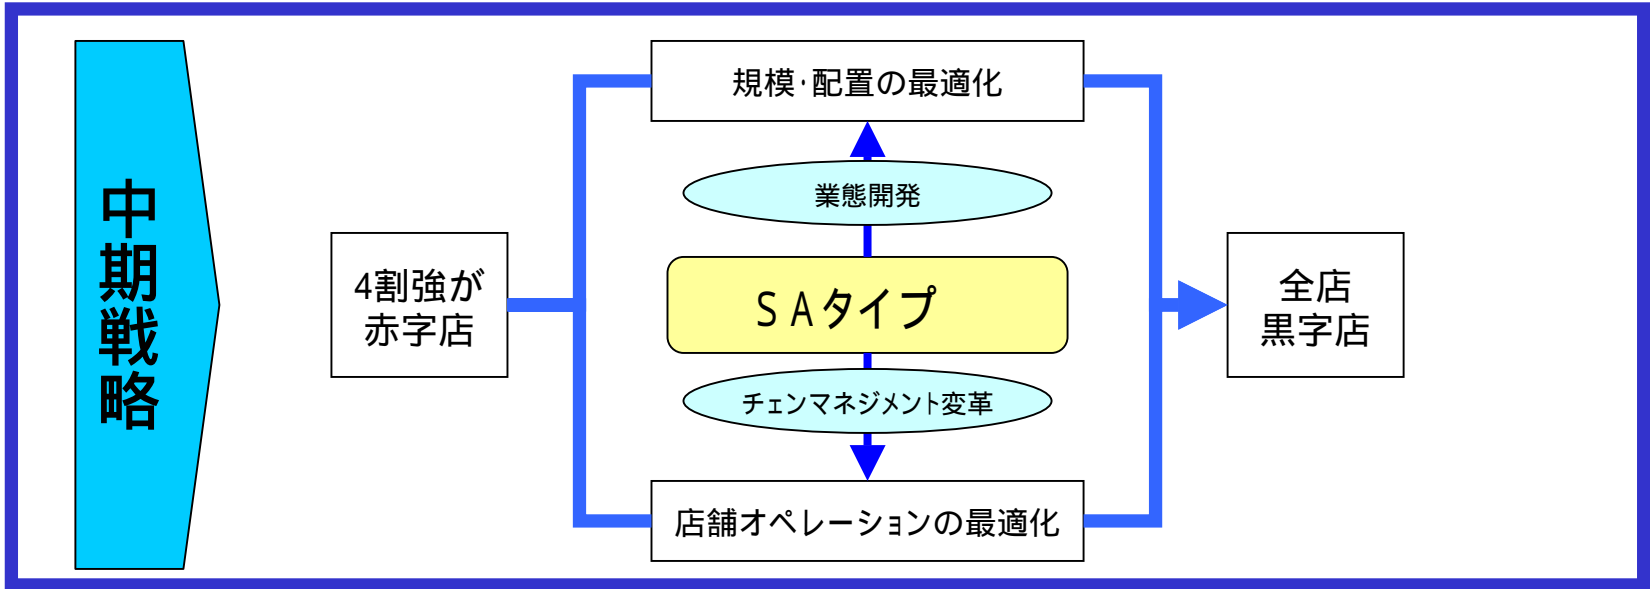 中期戦略
規模・配置の最適化
業態開発
4割強が
赤字店
ＳＡタイプ
全店
黒字店
チェンマネジメント変革
店舗オペレーションの最適化